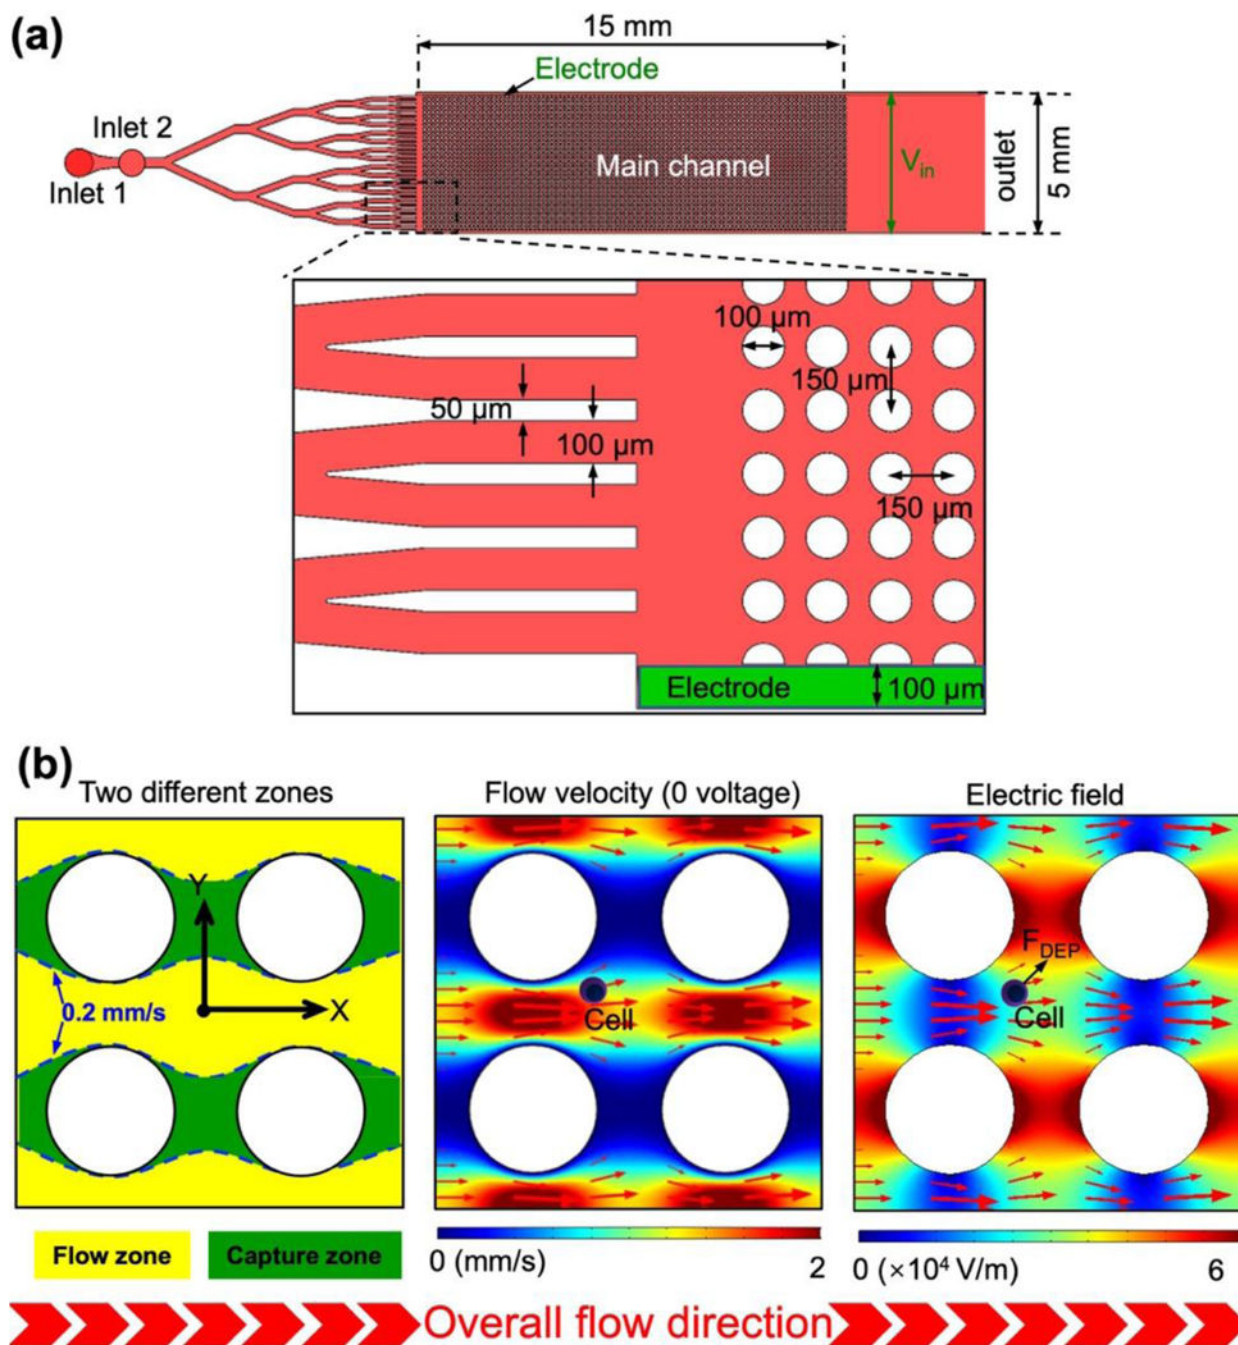 (a)
15 mm
Electrode
Inlet 2
Inlet 1
Main channel
V_in
outlet
5 mm
100 μm
150 μm
50 μm
100 μm
150 μm
Electrode
100 μm
(b)
Two different zones
Flow velocity (0 voltage)
Electric field
Y
X
0.2 mm/s
Cell
F_DEP
Cell
Flow zone
Capture zone
0 (mm/s)
2
0 (×10⁴ V/m)
6
Overall flow direction